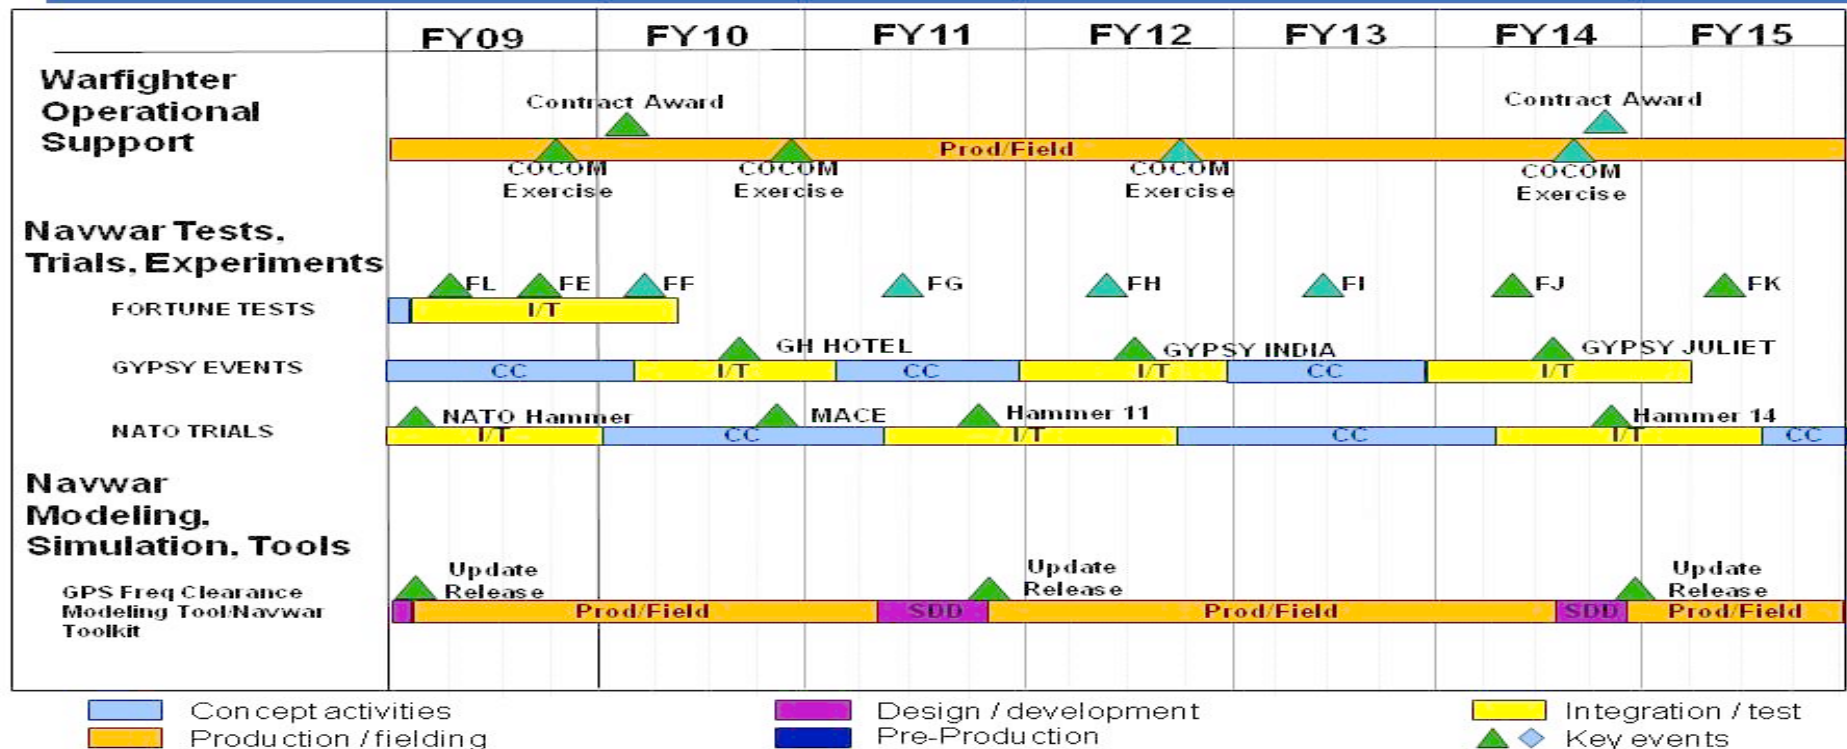 FY09 FY10 FY11 FY12 FY13 FY14 FY15
Warfighter
Operational
Support
Contract Award
Contract Award
Prod/Field
COCOM
Exercise
COCOM
Exercise
COCOM
Exercise
COCOM
Exercise
Navwar Tests,
Trials, Experiments
FL FE FF FG FH FI FJ FK
FORTUNE TESTS
I/T
GH HOTEL GYPSY INDIA GYPSY JULIET
GYPSY EVENTS
CC I/T CC I/T CC I/T
NATO Hammer MACE Hammer 11 Hammer 14
NATO TRIALS
I/T CC I/T CC I/T CC
Navwar
Modeling,
Simulation, Tools
Update
Release
Update
Release
Update
Release
GPS Freq Clearance
Modeling Tool/Navwar
Toolkit
Prod/Field SDD Prod/Field SDD Prod/Field
Concept activities
Design / development
Integration / test
Production / fielding
Pre-Production
Key events